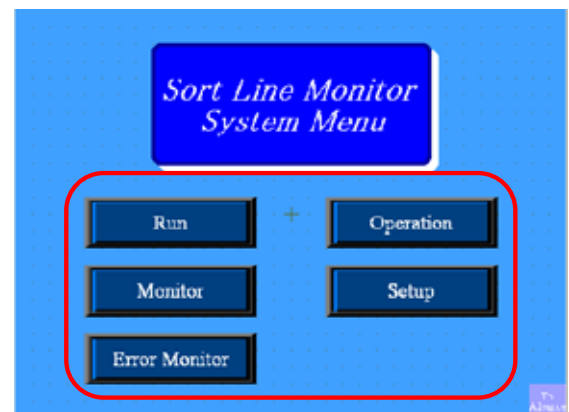 Sort Line Monitor
System Menu
Run
Operation
Monitor
Setup
Error Monitor